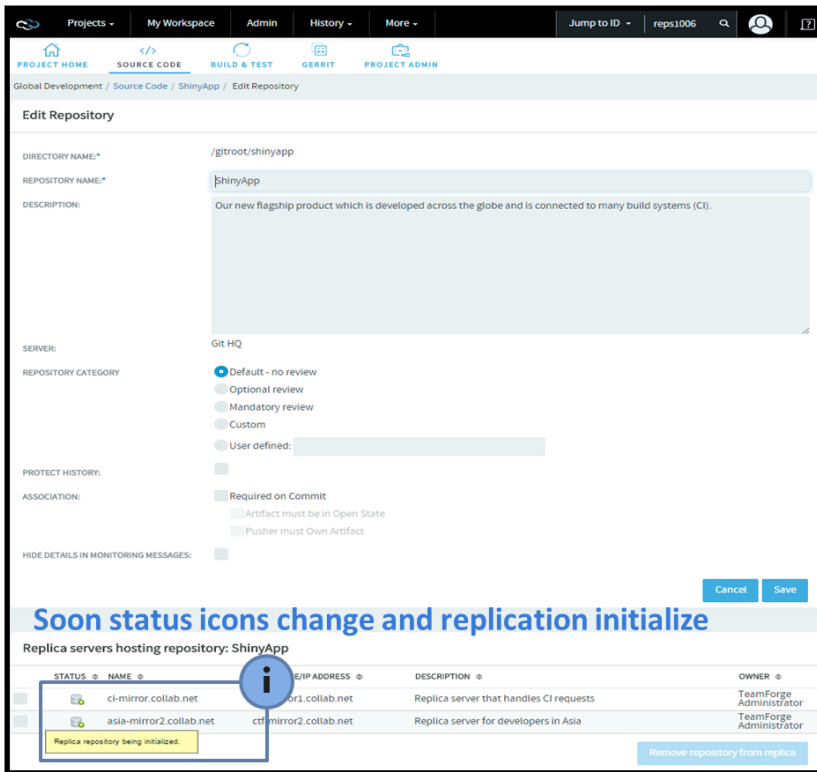 Projects My Workspace Admin History More Jump to ID reps1006
PROJECT HOME SOURCE CODE BUILD & TEST GERRIT PROJECT ADMIN
Global Development / Source Code / ShinyApp / Edit Repository
Edit Repository
DIRECTORY NAME:* /gitroot/shinyapp
REPOSITORY NAME:* ShinyApp
DESCRIPTION: Our new flagship product which is developed across the globe and is connected to many build systems (CI).
SERVER: Git HQ
REPOSITORY CATEGORY Default - no review
Optional review
Mandatory review
Custom
User defined:
PROTECT HISTORY:
ASSOCIATION: Required on Commit
Artifact must be in Open State
Pusher must Own Artifact
HIDE DETAILS IN MONITORING MESSAGES:
Cancel Save
Soon status icons change and replication initialize
Replica servers hosting repository: ShinyApp
STATUS NAME E/IP ADDRESS DESCRIPTION OWNER
ci-mirror.collab.net or1.collab.net Replica server that handles CI requests TeamForge
Administrator
asia-mirror2.collab.net ctf mirror2.collab.net Replica server for developers in Asia TeamForge
Administrator
Replica repository being initialized.
Remove repository from replica